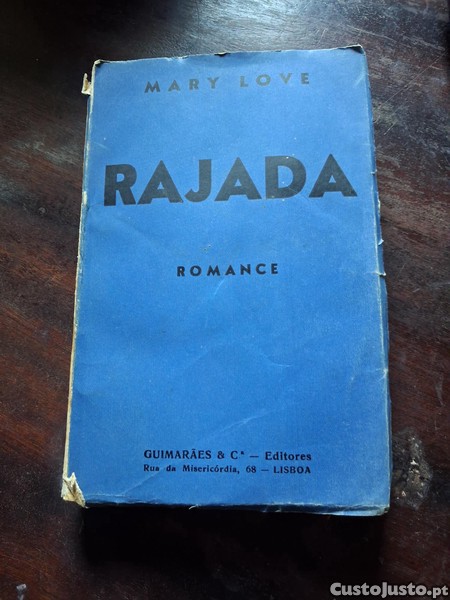 MARY LOVE
RAJADA
ROMANCE
GUIMARÃES & Cª — Editores
Rua da Misericórdia, 68 — LISBOA
CustoJusto.pt